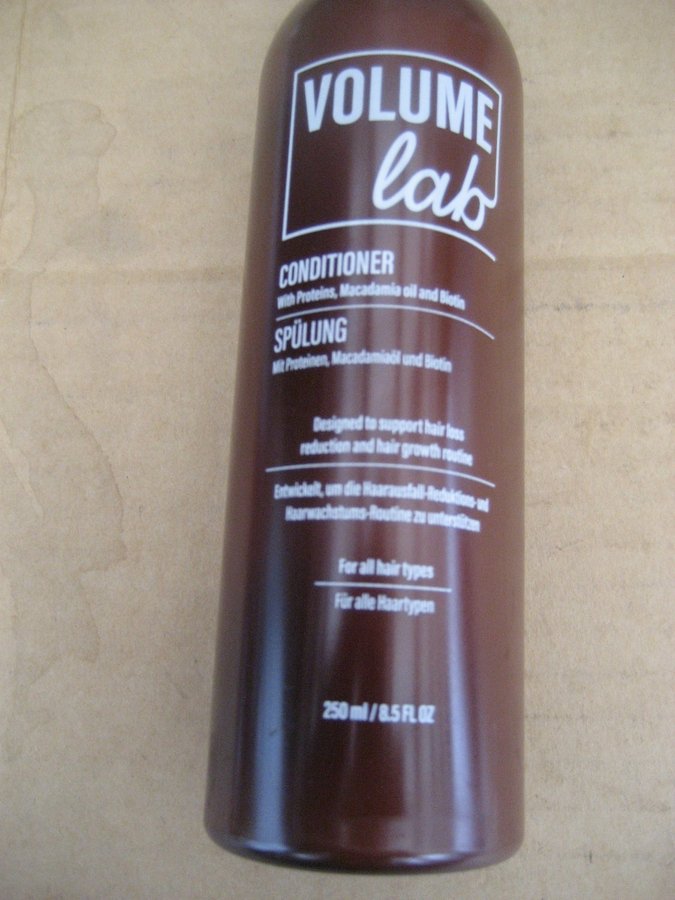 VOLUME
lab
CONDITIONER
With Proteins, Macadamia oil and Biotin
SPÜLUNG
Mit Proteinen, Macadamiaöl und Biotin
Designed to support hair loss
reduction and hair growth routine
Entwickelt, um die Haarausfall-Reduktions- und
Haarwachstums-Routine zu unterstützen
For all hair types
Für alle Haartypen
250 ml / 8.5 FL OZ